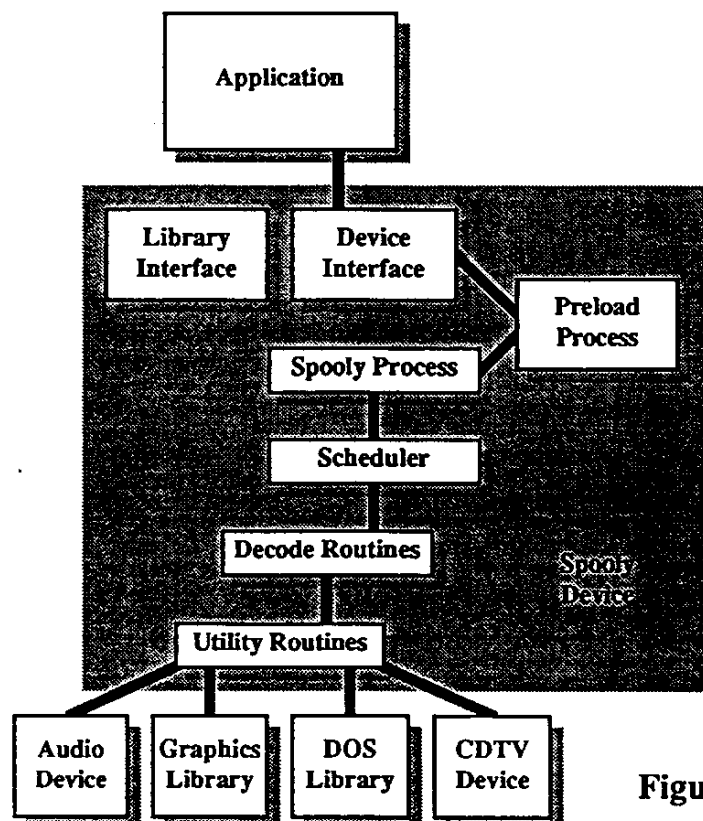 Application
Library
Interface
Device
Interface
Preload
Process
Spooly Process
Scheduler
Decode Routines
Spooly
Device
Utility Routines
Audio
Device
Graphics
Library
DOS
Library
CDTV
Device
Figu